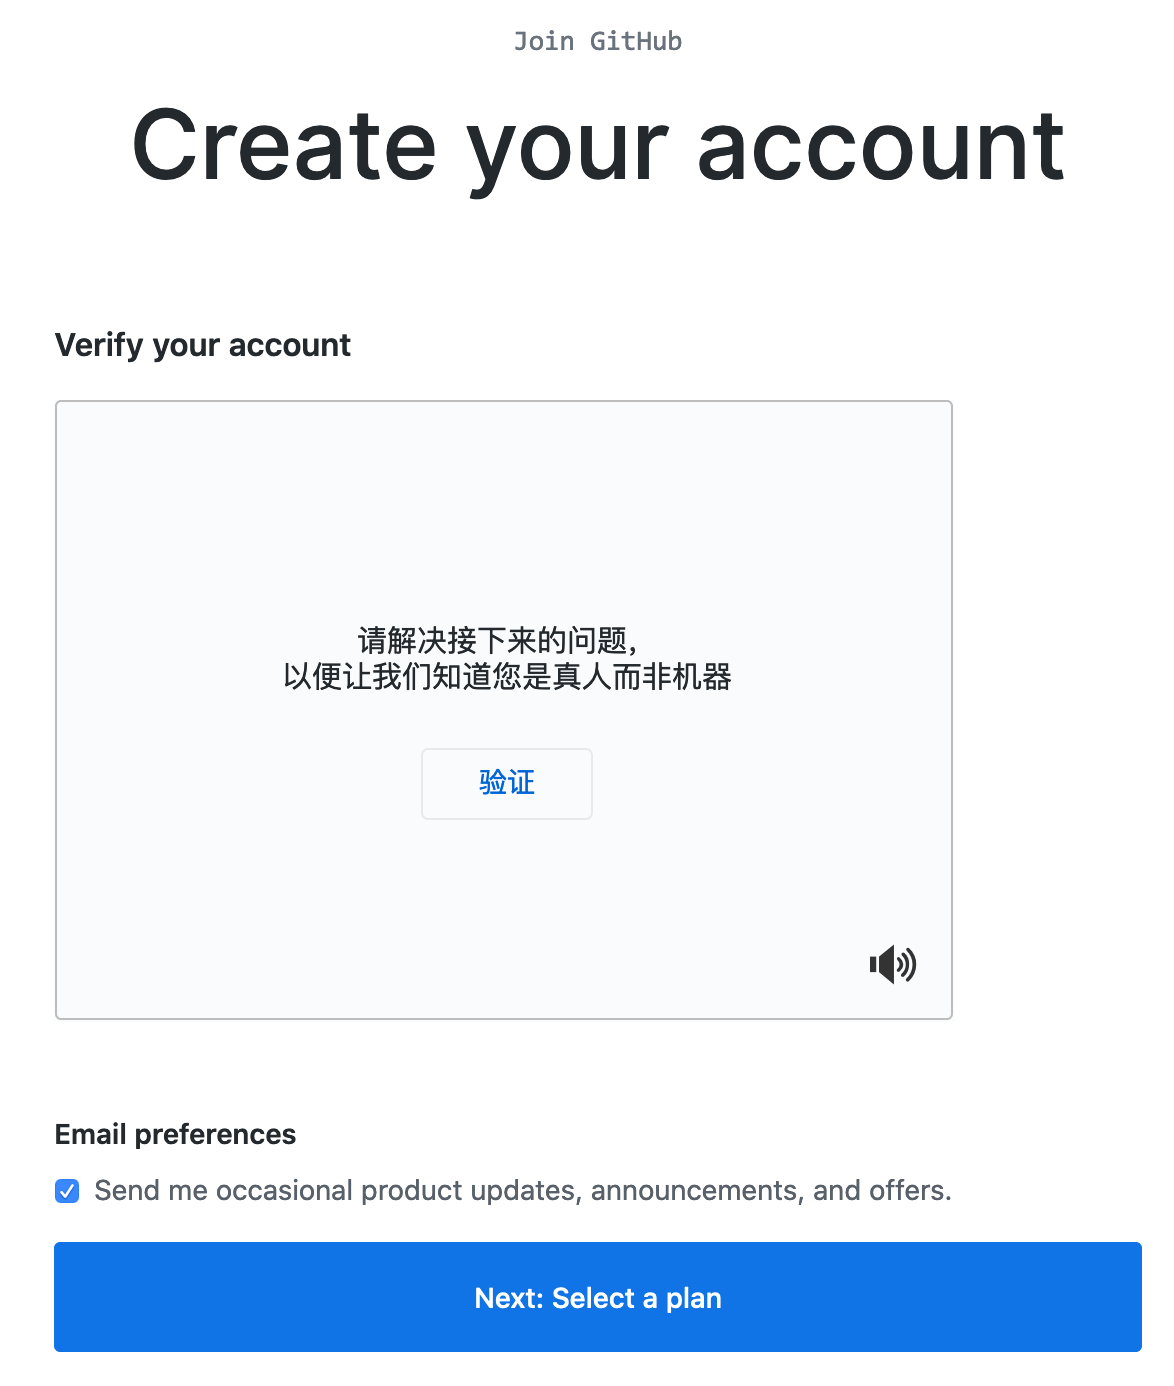 Join GitHub
Create your account
Verify your account
请解决接下来的问题，
以便让我们知道您是真人而非机器
验证
Email preferences
Send me occasional product updates, announcements, and offers.
Next: Select a plan